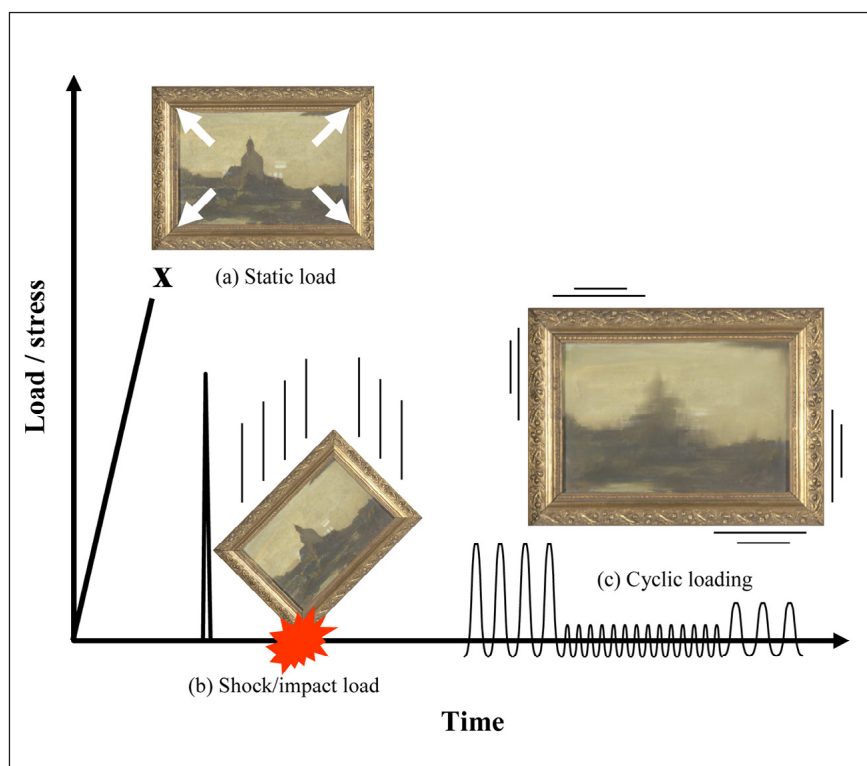 (a) Static load
X
Load / stress
(c) Cyclic loading
(b) Shock/impact load
Time